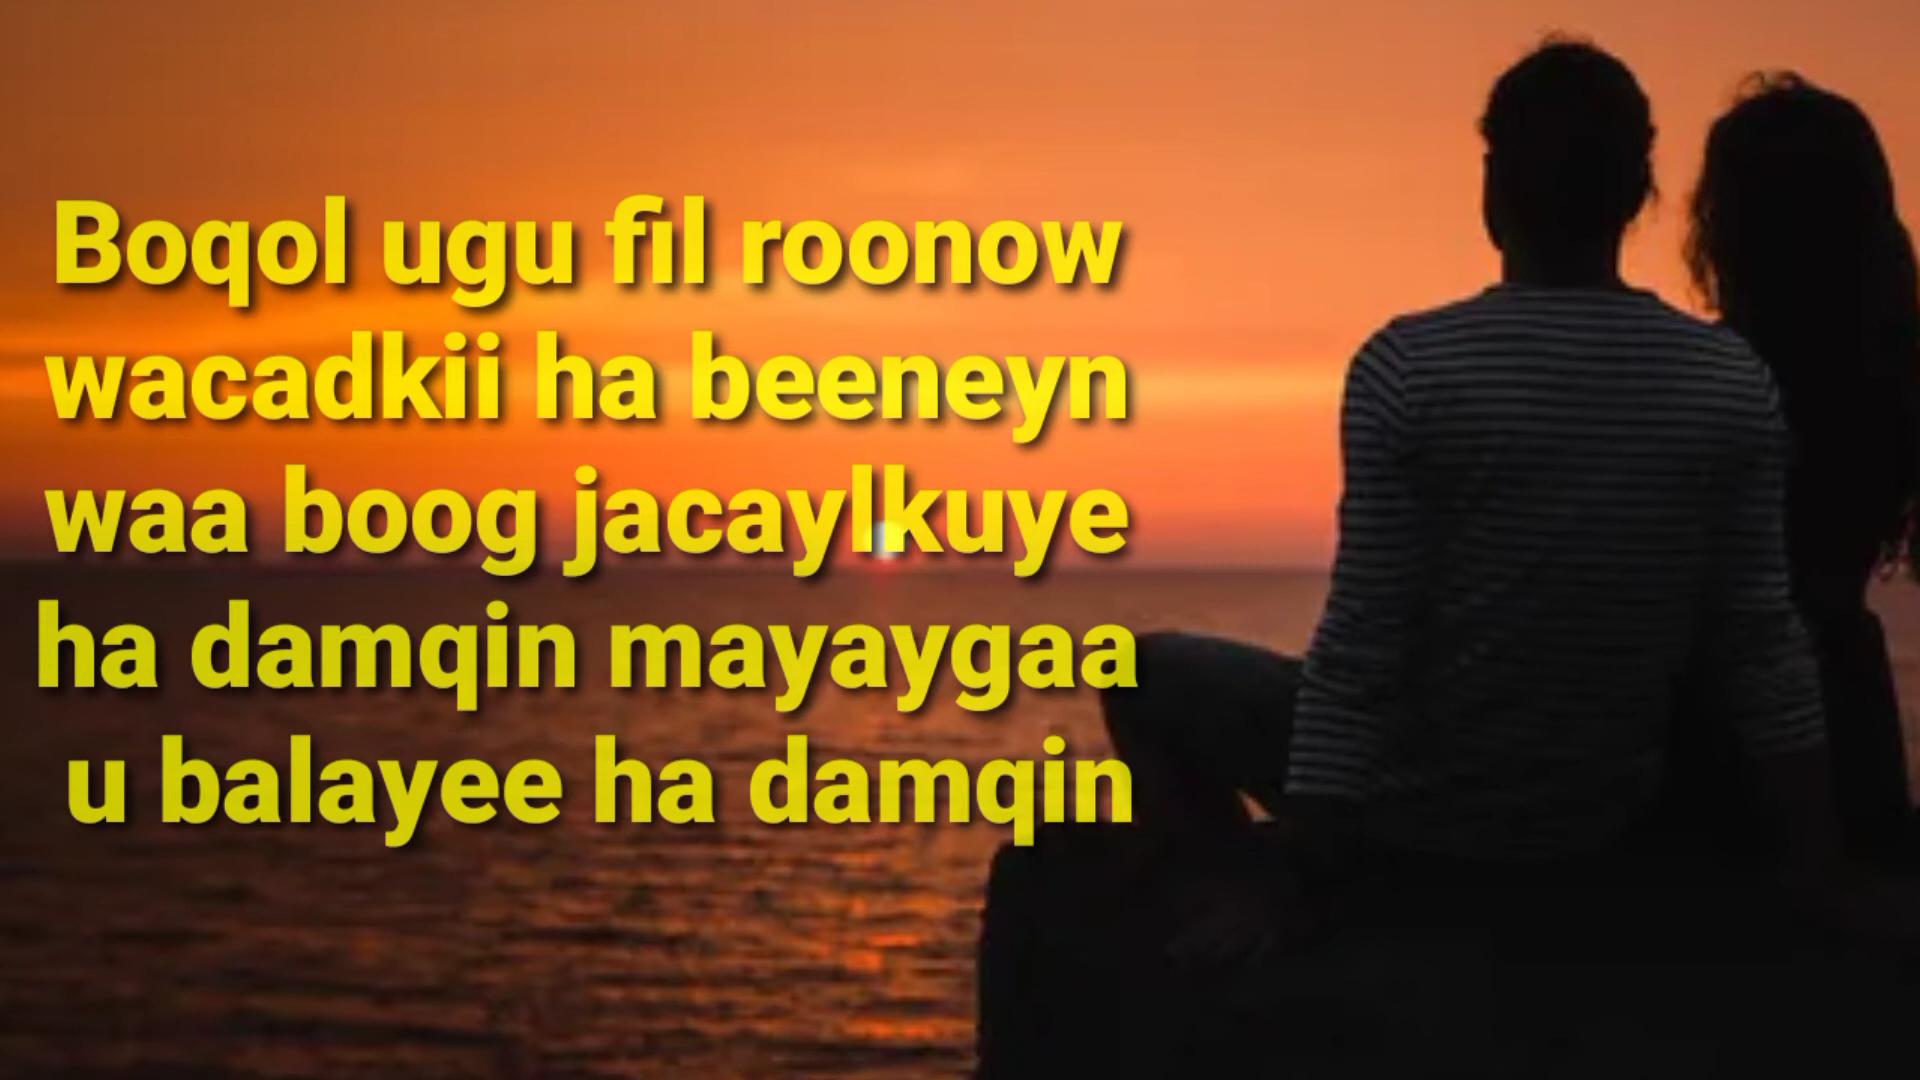 Boqol ugu fil roonow
wacadkii ha beeneyn
waa boog jacaylkuye
ha damqin mayaygaa
u balayee ha damqin